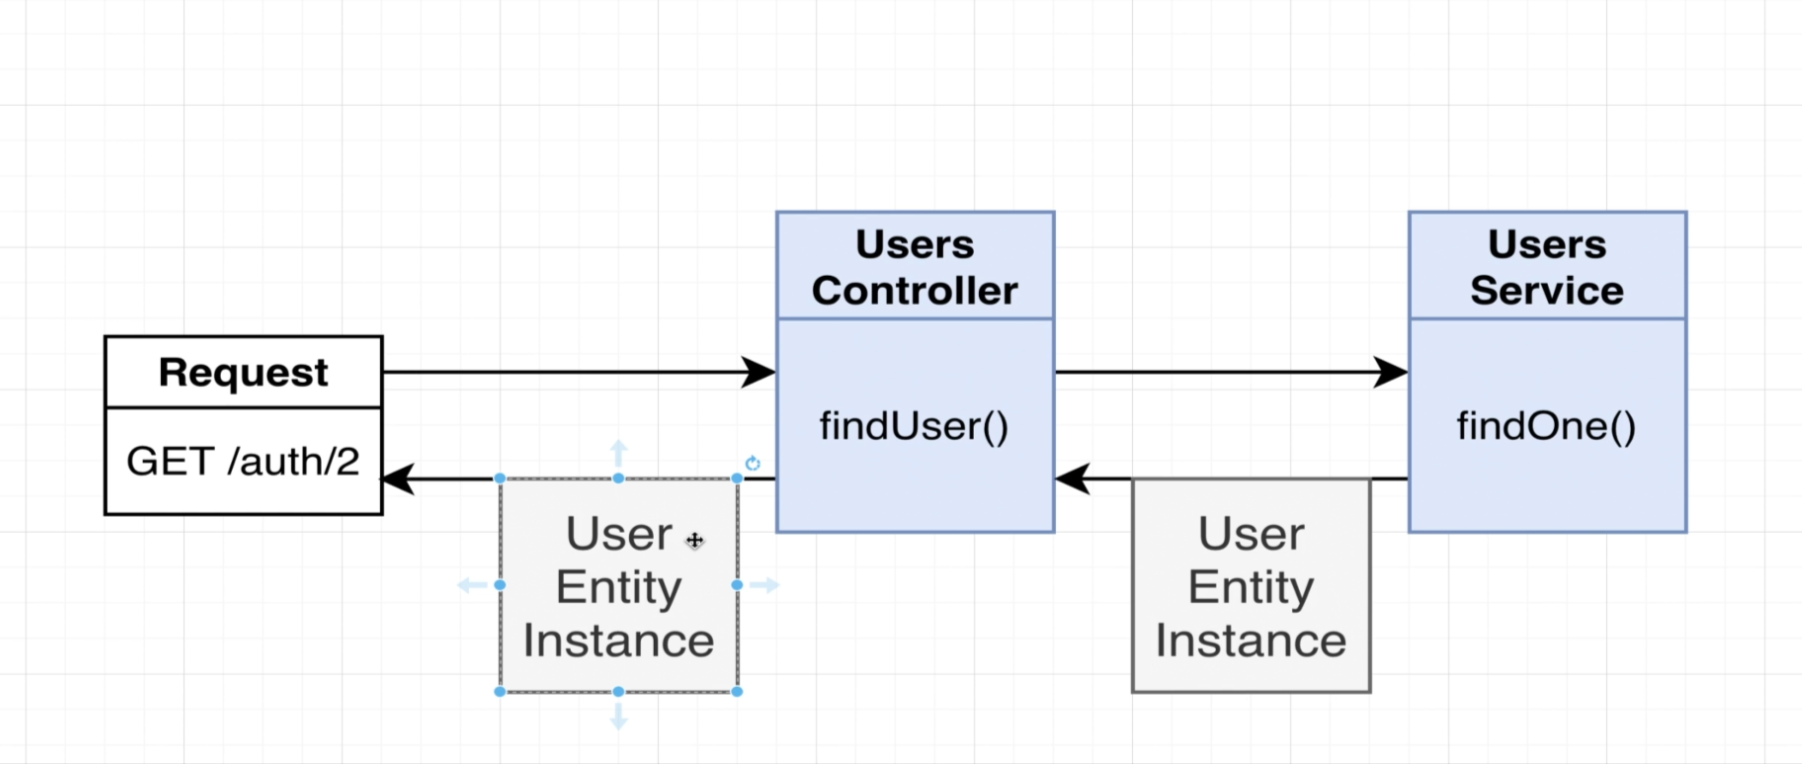 Users
Controller
Users
Service
Request
findUser()
findOne()
GET /auth/2
User
Entity
Instance
User
Entity
Instance